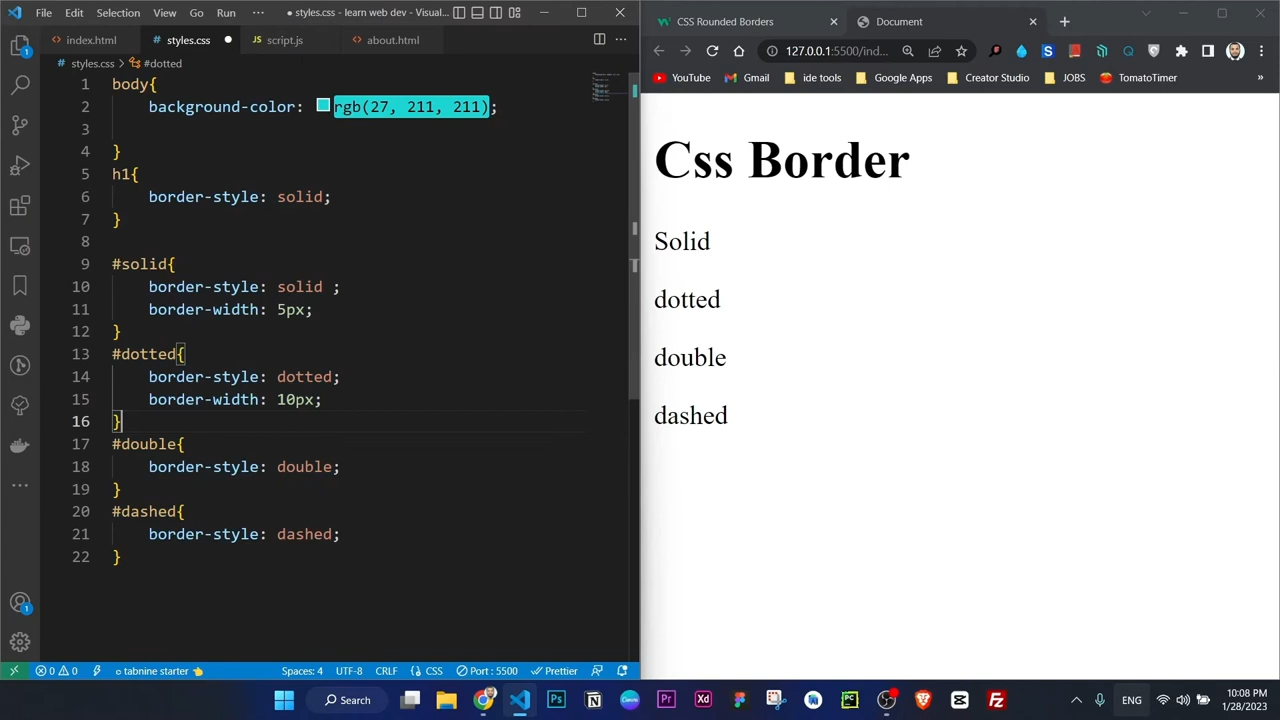 File Edit Selection View Go Run ··· ● styles.css - learn web dev - Visual...
index.html styles.css ● script.js about.html
styles.css > #dotted
1 body{
2 background-color: rgb(27, 211, 211);
3
4 }
5 h1{
6 border-style: solid;
7 }
8
9 #solid{
10 border-style: solid ;
11 border-width: 5px;
12 }
13 #dotted{
14 border-style: dotted;
15 border-width: 10px;
16 }
17 #double{
18 border-style: double;
19 }
20 #dashed{
21 border-style: dashed;
22 }
1
1
0 0 tabnine starter Spaces: 4 UTF-8 CRLF {} CSS Port : 5500 Prettier
CSS Rounded Borders Document
127.0.0.1:5500/ind...
YouTube Gmail ide tools Google Apps Creator Studio JOBS TomatoTimer »
Css Border
Solid
dotted
double
dashed
Search ENG 10:08 PM
1/28/2023